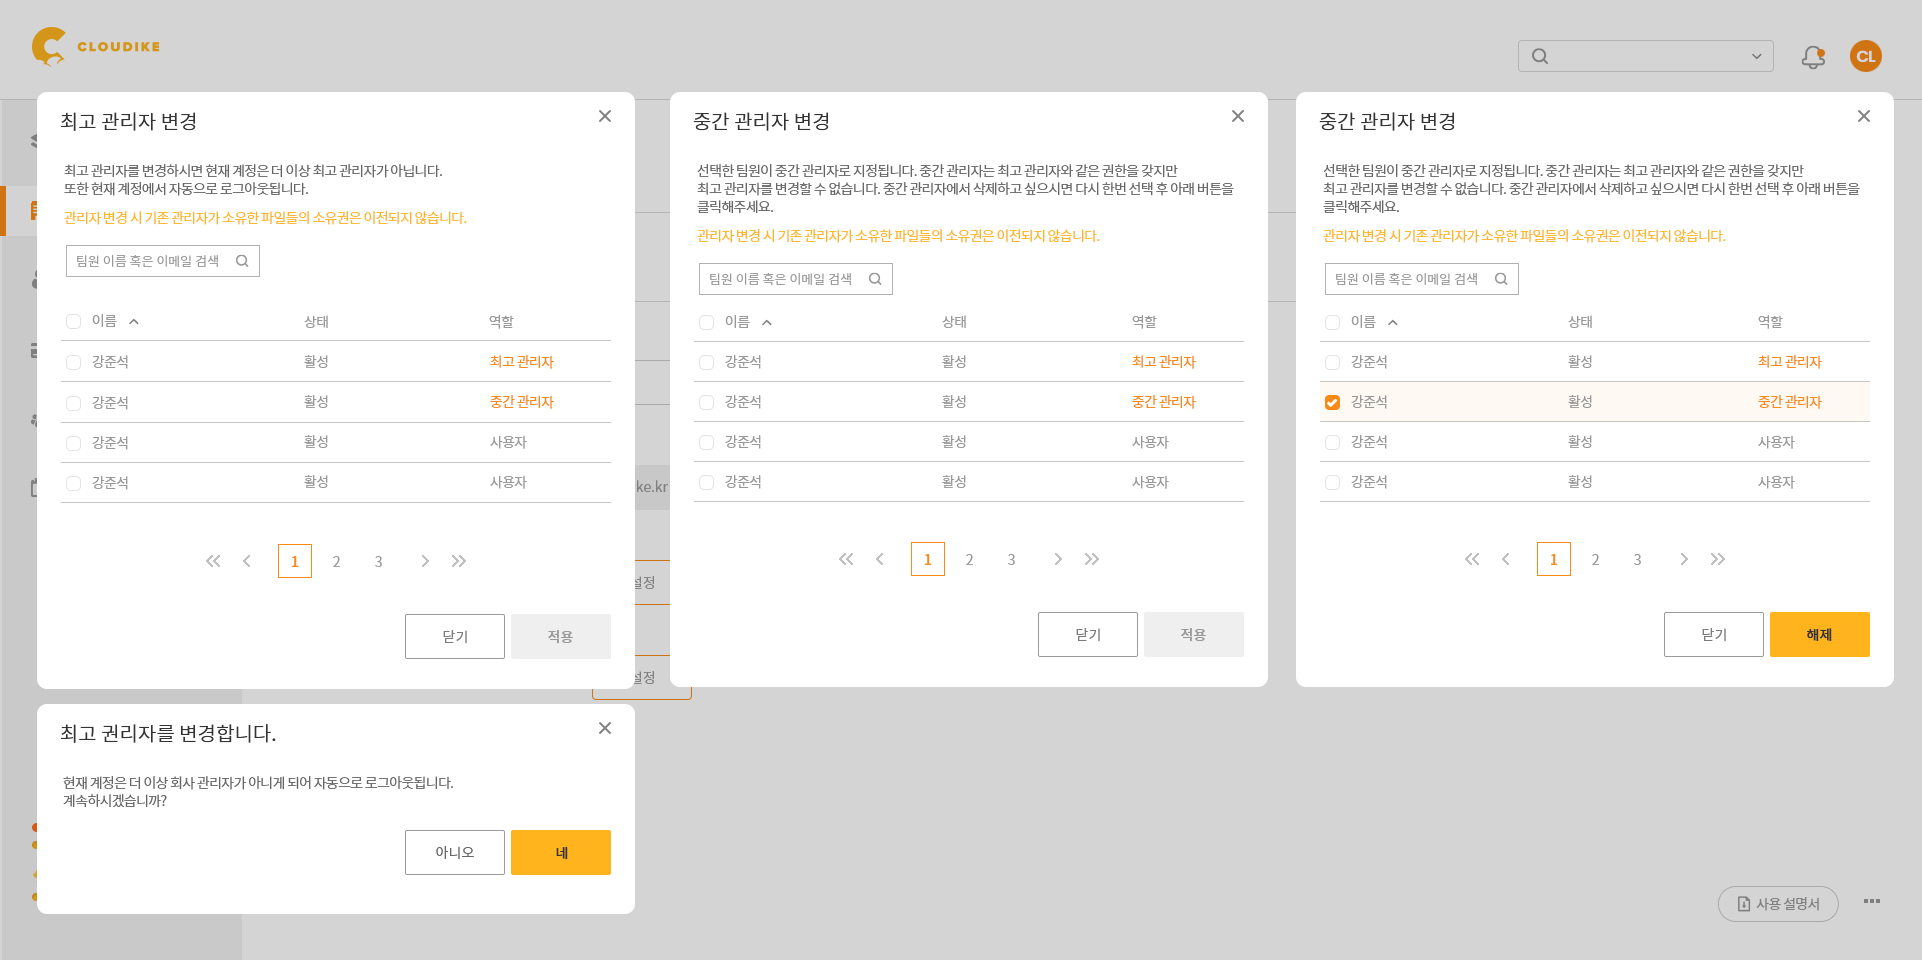 CLOUDIKE
CL
최고 관리자 변경
최고 관리자를 변경하시면 현재 계정은 더 이상 최고 관리자가 아닙니다.
또한 현재 계정에서 자동으로 로그아웃됩니다.
관리자 변경 시 기존 관리자가 소유한 파일들의 소유권은 이전되지 않습니다.
팀원 이름 혹은 이메일 검색
이름 상태 역할
강준석 활성 최고 관리자
강준석 활성 중간 관리자
강준석 활성 사용자
강준석 활성 사용자
1 2 3
닫기 적용
중간 관리자 변경
선택한 팀원이 중간 관리자로 지정됩니다. 중간 관리자는 최고 관리자와 같은 권한을 갖지만
최고 관리자를 변경할 수 없습니다. 중간 관리자에서 삭제하고 싶으시면 다시 한번 선택 후 아래 버튼을
클릭해주세요.
관리자 변경 시 기존 관리자가 소유한 파일들의 소유권은 이전되지 않습니다.
팀원 이름 혹은 이메일 검색
이름 상태 역할
강준석 활성 최고 관리자
강준석 활성 중간 관리자
강준석 활성 사용자
강준석 활성 사용자
1 2 3
닫기 적용
중간 관리자 변경
선택한 팀원이 중간 관리자로 지정됩니다. 중간 관리자는 최고 관리자와 같은 권한을 갖지만
최고 관리자를 변경할 수 없습니다. 중간 관리자에서 삭제하고 싶으시면 다시 한번 선택 후 아래 버튼을
클릭해주세요.
관리자 변경 시 기존 관리자가 소유한 파일들의 소유권은 이전되지 않습니다.
팀원 이름 혹은 이메일 검색
이름 상태 역할
강준석 활성 최고 관리자
강준석 활성 중간 관리자
강준석 활성 사용자
강준석 활성 사용자
1 2 3
닫기 해제
ke.kr
설정
설정
최고 권리자를 변경합니다.
현재 계정은 더 이상 회사 관리자가 아니게 되어 자동으로 로그아웃됩니다.
계속하시겠습니까?
아니오 네
사용 설명서